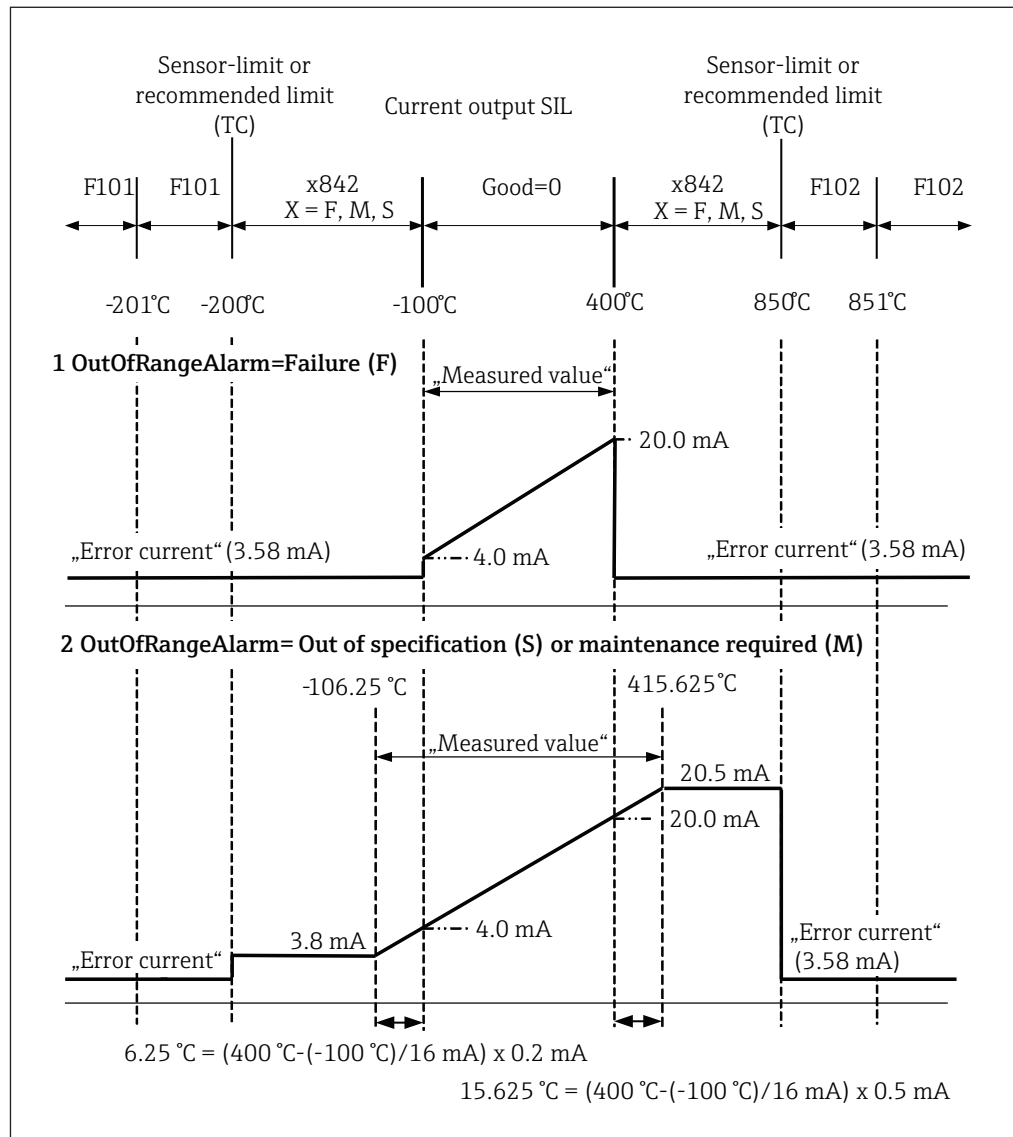 Sensor-limit or
recommended limit
(TC)
Current output SIL
Sensor-limit or
recommended limit
(TC)
F101
F101
x842
X = F, M, S
Good=0
x842
X = F, M, S
F102
F102
-201°C
-200°C
-100°C
400°C
850°C
851°C
1 OutOfRangeAlarm=Failure (F)
„Measured value“
20.0 mA
„Error current“ (3.58 mA)
4.0 mA
„Error current“ (3.58 mA)
2 OutOfRangeAlarm= Out of specification (S) or maintenance required (M)
-106.25 °C
415.625°C
„Measured value“
20.5 mA
20.0 mA
3.8 mA
4.0 mA
„Error current“
„Error current“
(3.58 mA)
6.25 °C = (400 °C-(-100 °C)/16 mA) x 0.2 mA
15.625 °C = (400 °C-(-100 °C)/16 mA) x 0.5 mA